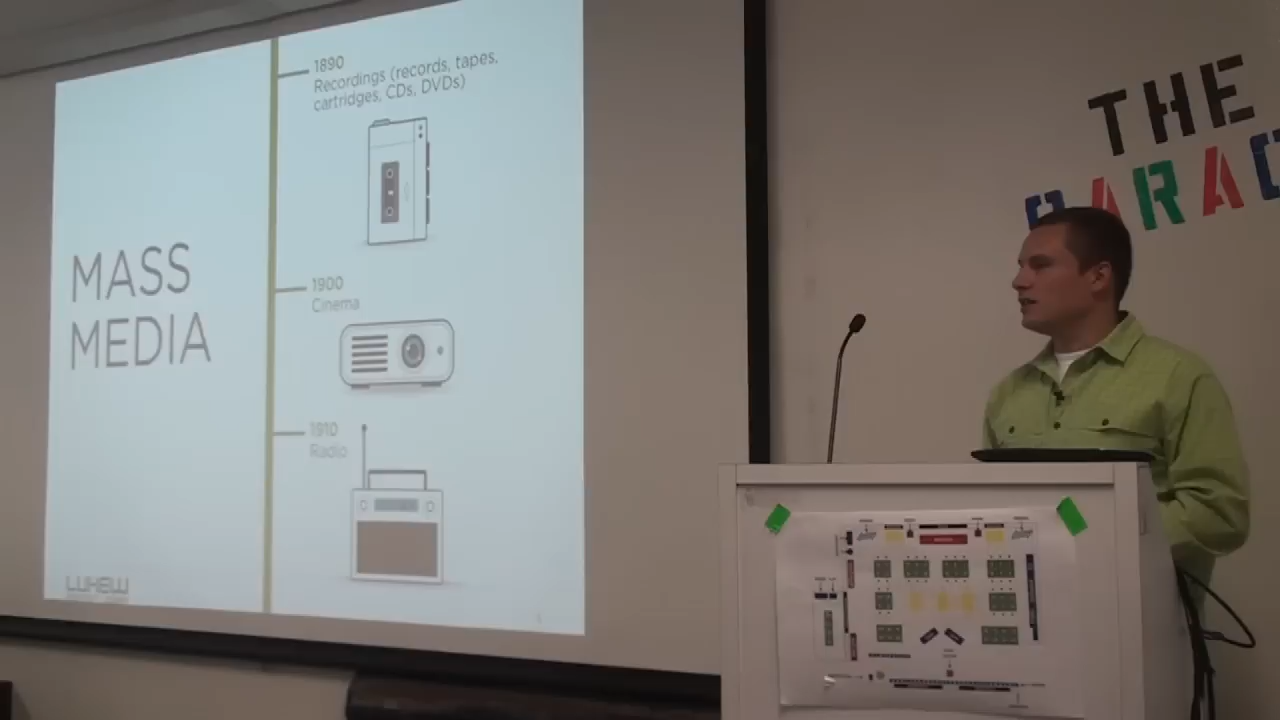 1890
Recordings (records, tapes,
cartridges, CDs, DVDs)
MASS
MEDIA
1900
Cinema
1910
Radio
THE